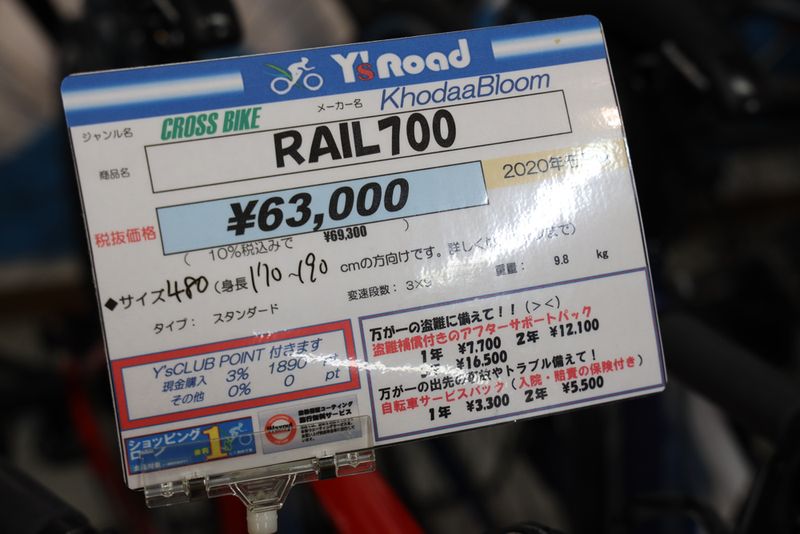 Y's Road
ジャンル名 CROSS BIKE メーカー名 KhodaaBloom
商品名 RAIL700
2020年
税抜価格 ¥63,000
( 10%税込みで ¥69,300 )
◆サイズ 480 (身長 170~190 cmの方向けです。詳しく まで)
タイプ: スタンダード 変速段数: 3×9 重量: 9.8 kg
Y'sCLUB POINT 付きます
現金購入 3% 1890 pt
その他 0% 0 pt
万が一の盗難に備えて!!(><)
盗難補償付きのアフターサポートパック
1年 ¥7,700 2年 ¥12,100
¥16,500
万が一の出先の故障やトラブル備えて!
自転車サービスパック(入院・賠償の保険付き)
1年 ¥3,300 2年 ¥5,500
ショッピング
ローン